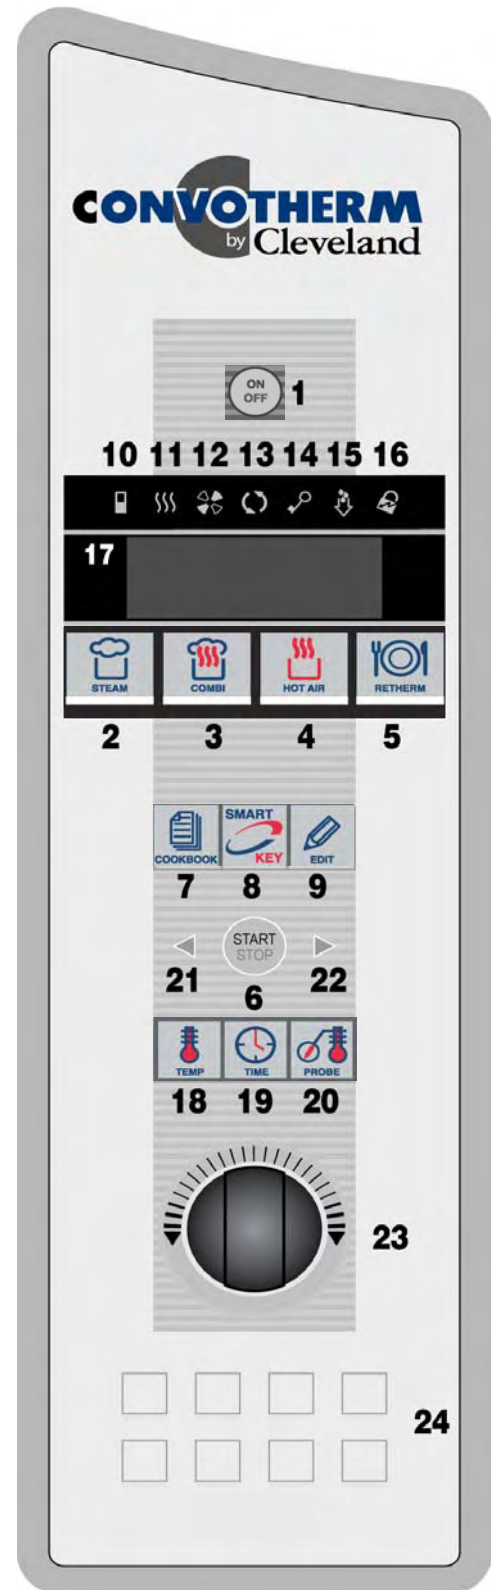 CONVOTHERM
by Cleveland
ON
OFF
1
10 11 12 13 14 15 16
17
STEAM COMBI HOT AIR RETHERM
2 3 4 5
SMART
COOKBOOK KEY EDIT
7 8 9
START
STOP
21 22
6
TEMP TIME PROBE
18 19 20
23
24